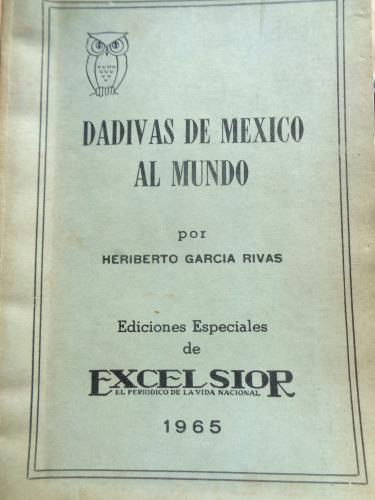 DADIVAS DE MEXICO
AL MUNDO
por
HERIBERTO GARCIA RIVAS
Ediciones Especiales
de
EXCELSIOR
EL PERIODICO DE LA VIDA NACIONAL
1965